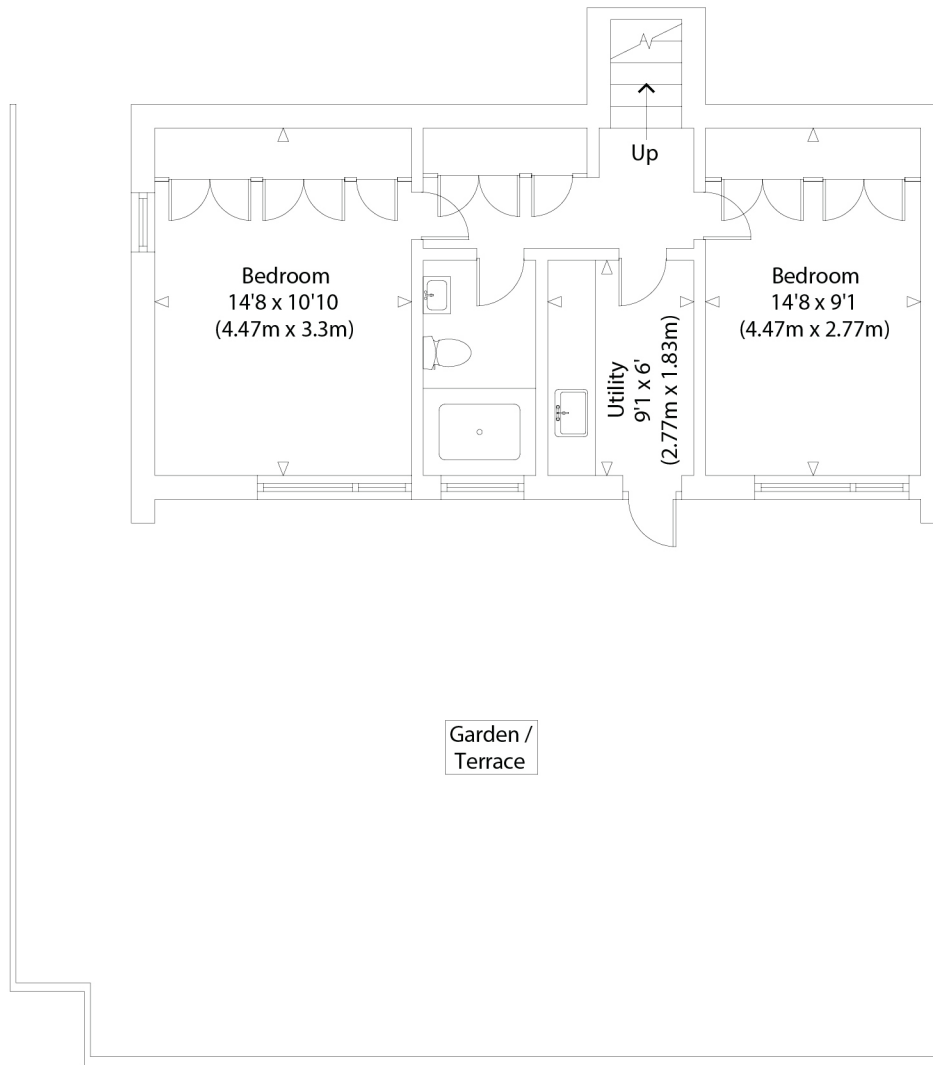 Up
Bedroom
14'8 x 10'10
(4.47m x 3.3m)
Utility
9'1 x 6'
(2.77m x 1.83m)
Bedroom
14'8 x 9'1
(4.47m x 2.77m)
Garden /
Terrace